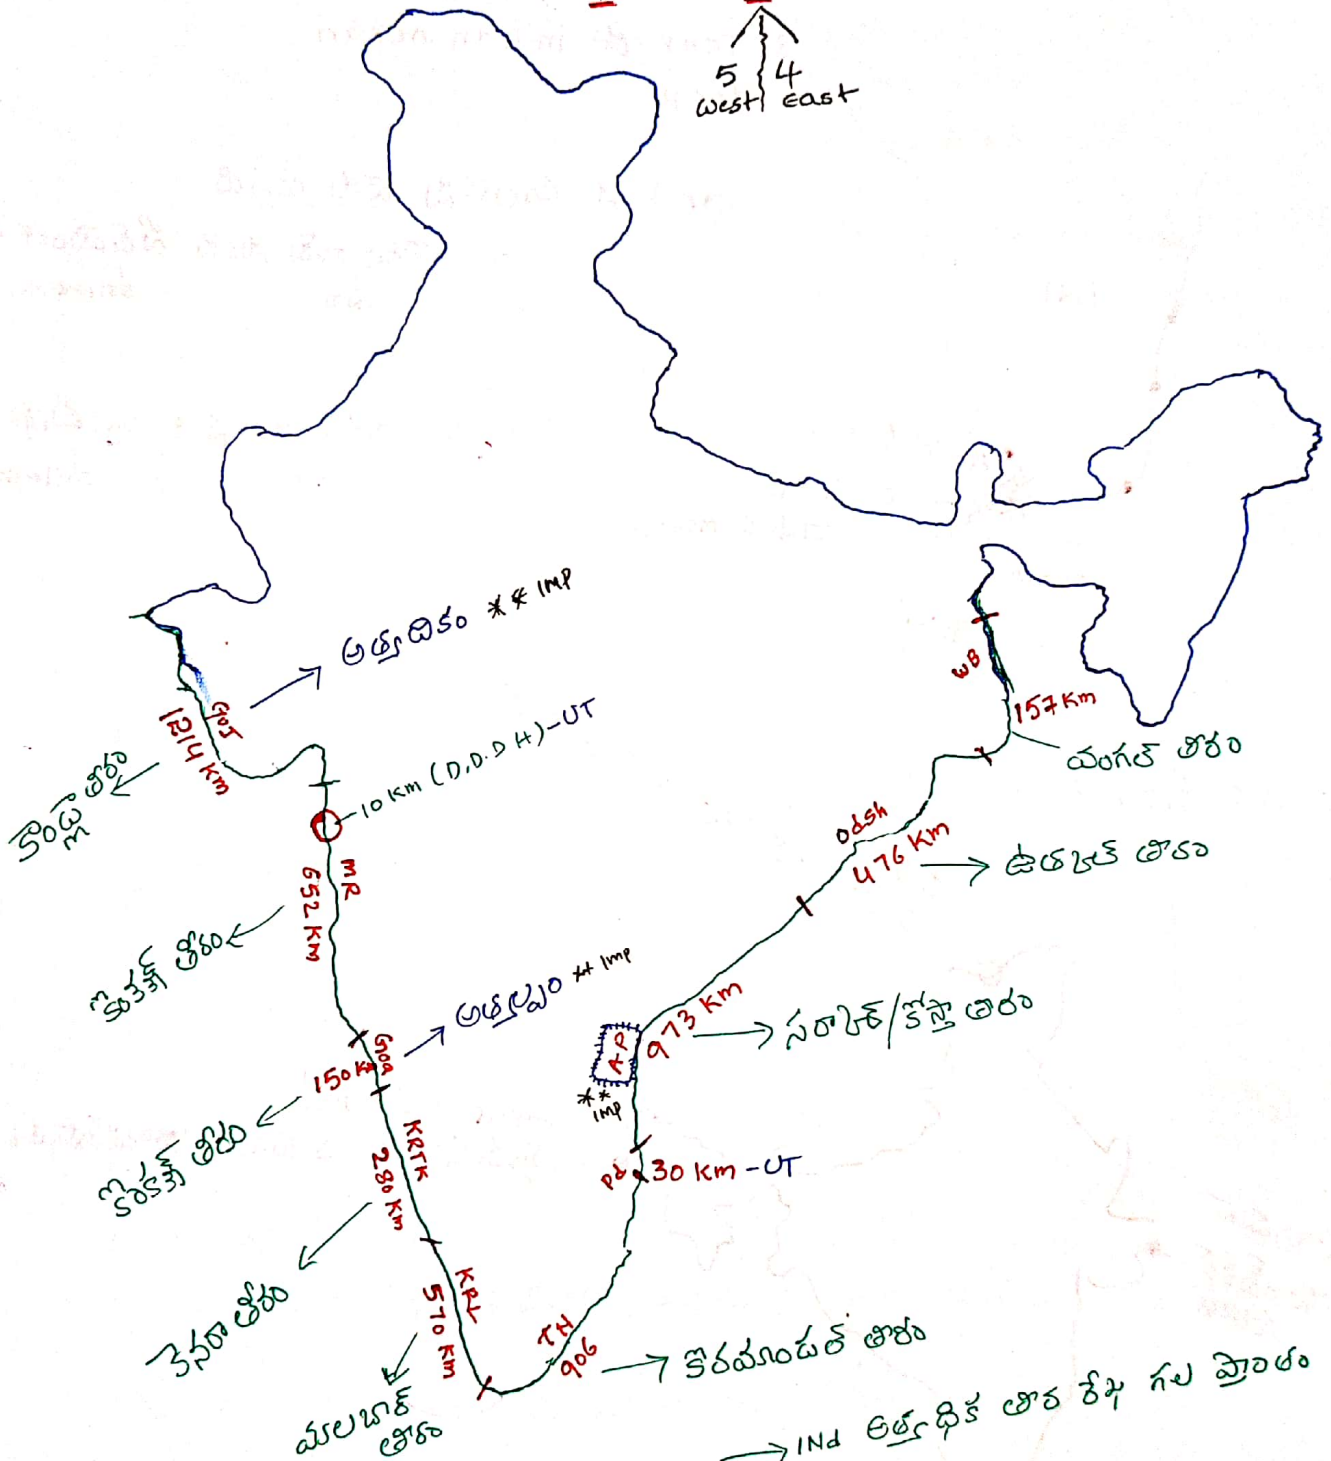 5 4
west east
అత్యధికం ** IMP
GUJ
1214 Km
కాండ్లా తీరం
10 Km (D,D.D H)-UT
MR
652 KM
కొంకణ్ తీరం
WB
157 Km
వంగల్ తీరం
odsh
476 Km
ఉత్కల్ తీరం
అత్యల్పం ** IMP
Goa
150 Km
కొంకణ్ తీరం
973 Km
A.P
** IMP
సర్కార్/కోస్తా తీరం
Pd 30 Km - UT
KRTK
280 Km
కెనరా తీరం
KRL
570 KM
మలబార్ తీరం
TN
906
కొరమాండల్ తీరం
INd అత్యధిక తీర రేఖ గల ప్రాంతం